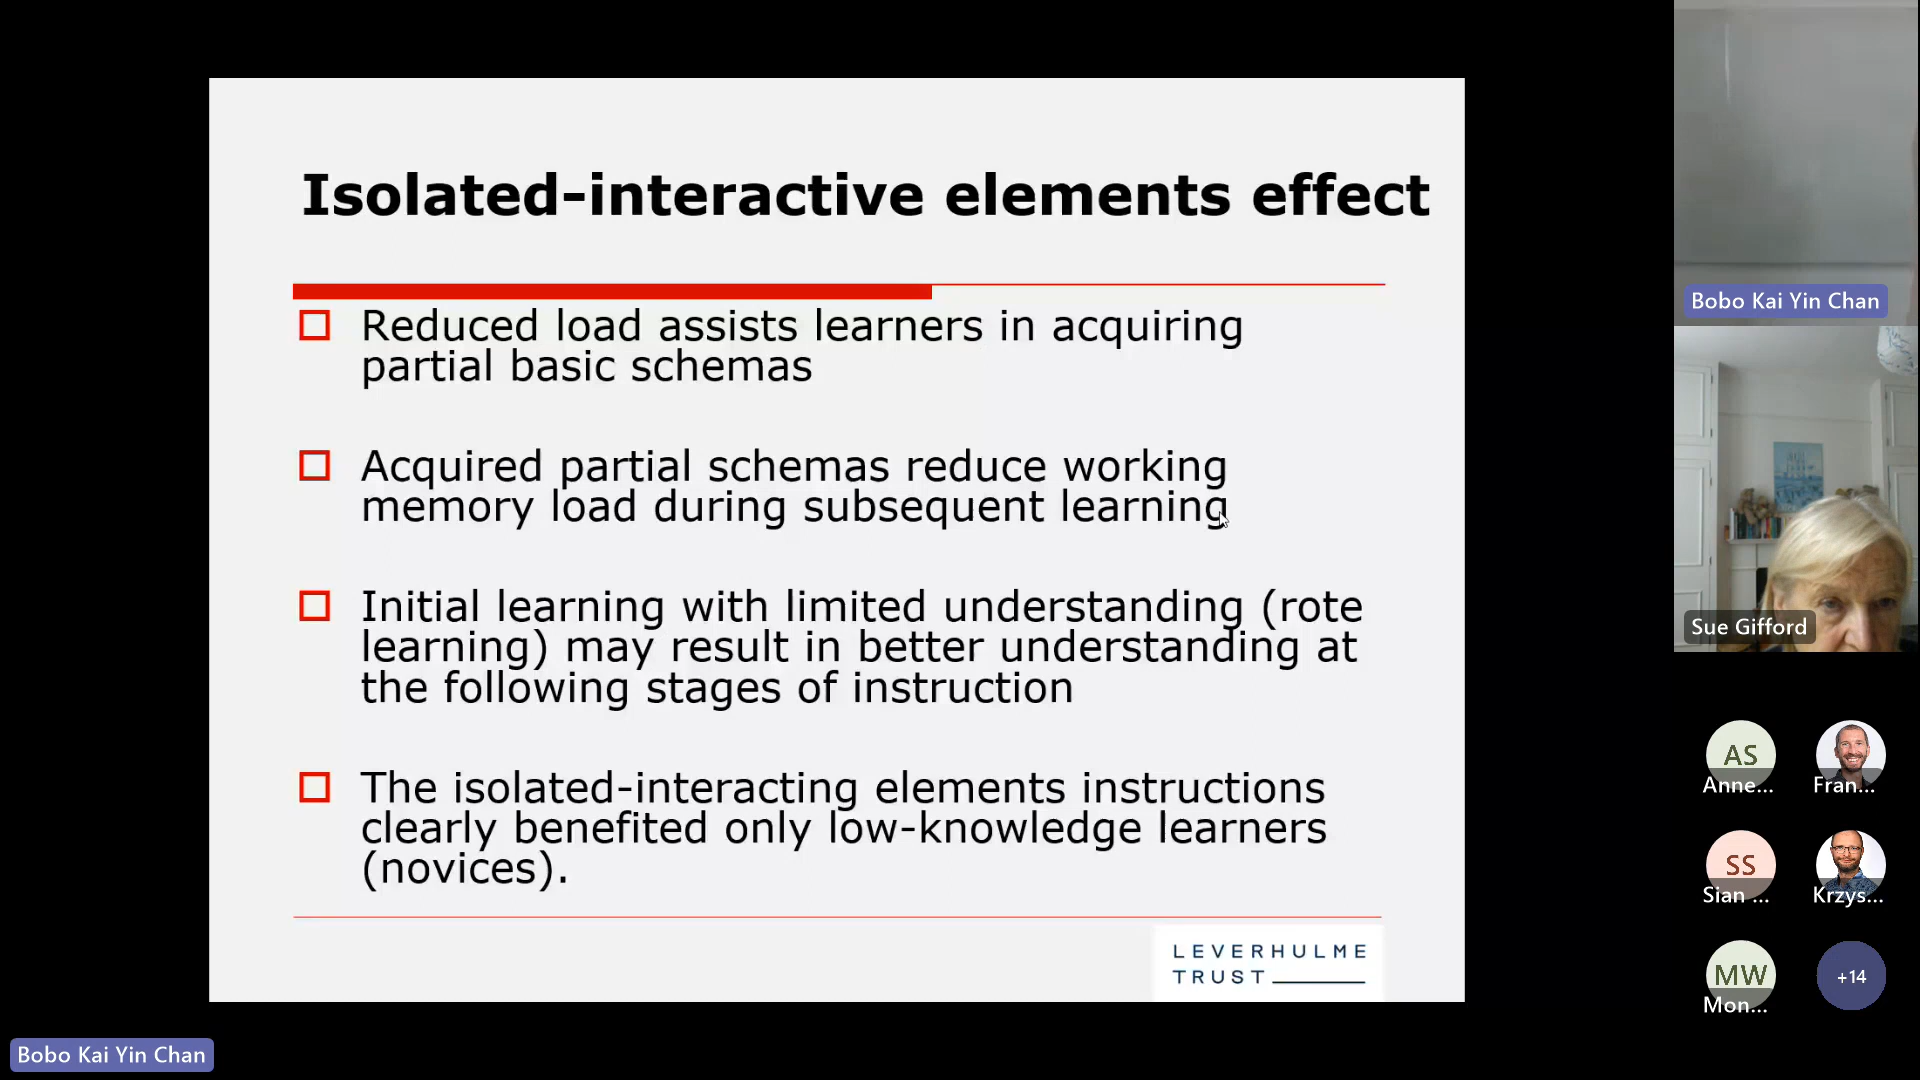 Isolated-interactive elements effect
Reduced load assists learners in acquiring
partial basic schemas
Acquired partial schemas reduce working
memory load during subsequent learning
Initial learning with limited understanding (rote
learning) may result in better understanding at
the following stages of instruction
The isolated-interacting elements instructions
clearly benefited only low-knowledge learners
(novices).
LEVERHULME
TRUST
Bobo Kai Yin Chan
Bobo Kai Yin Chan
Sue Gifford
AS
Anne...
Fran...
SS
Sian ...
Krzys...
MW
Mon...
+14